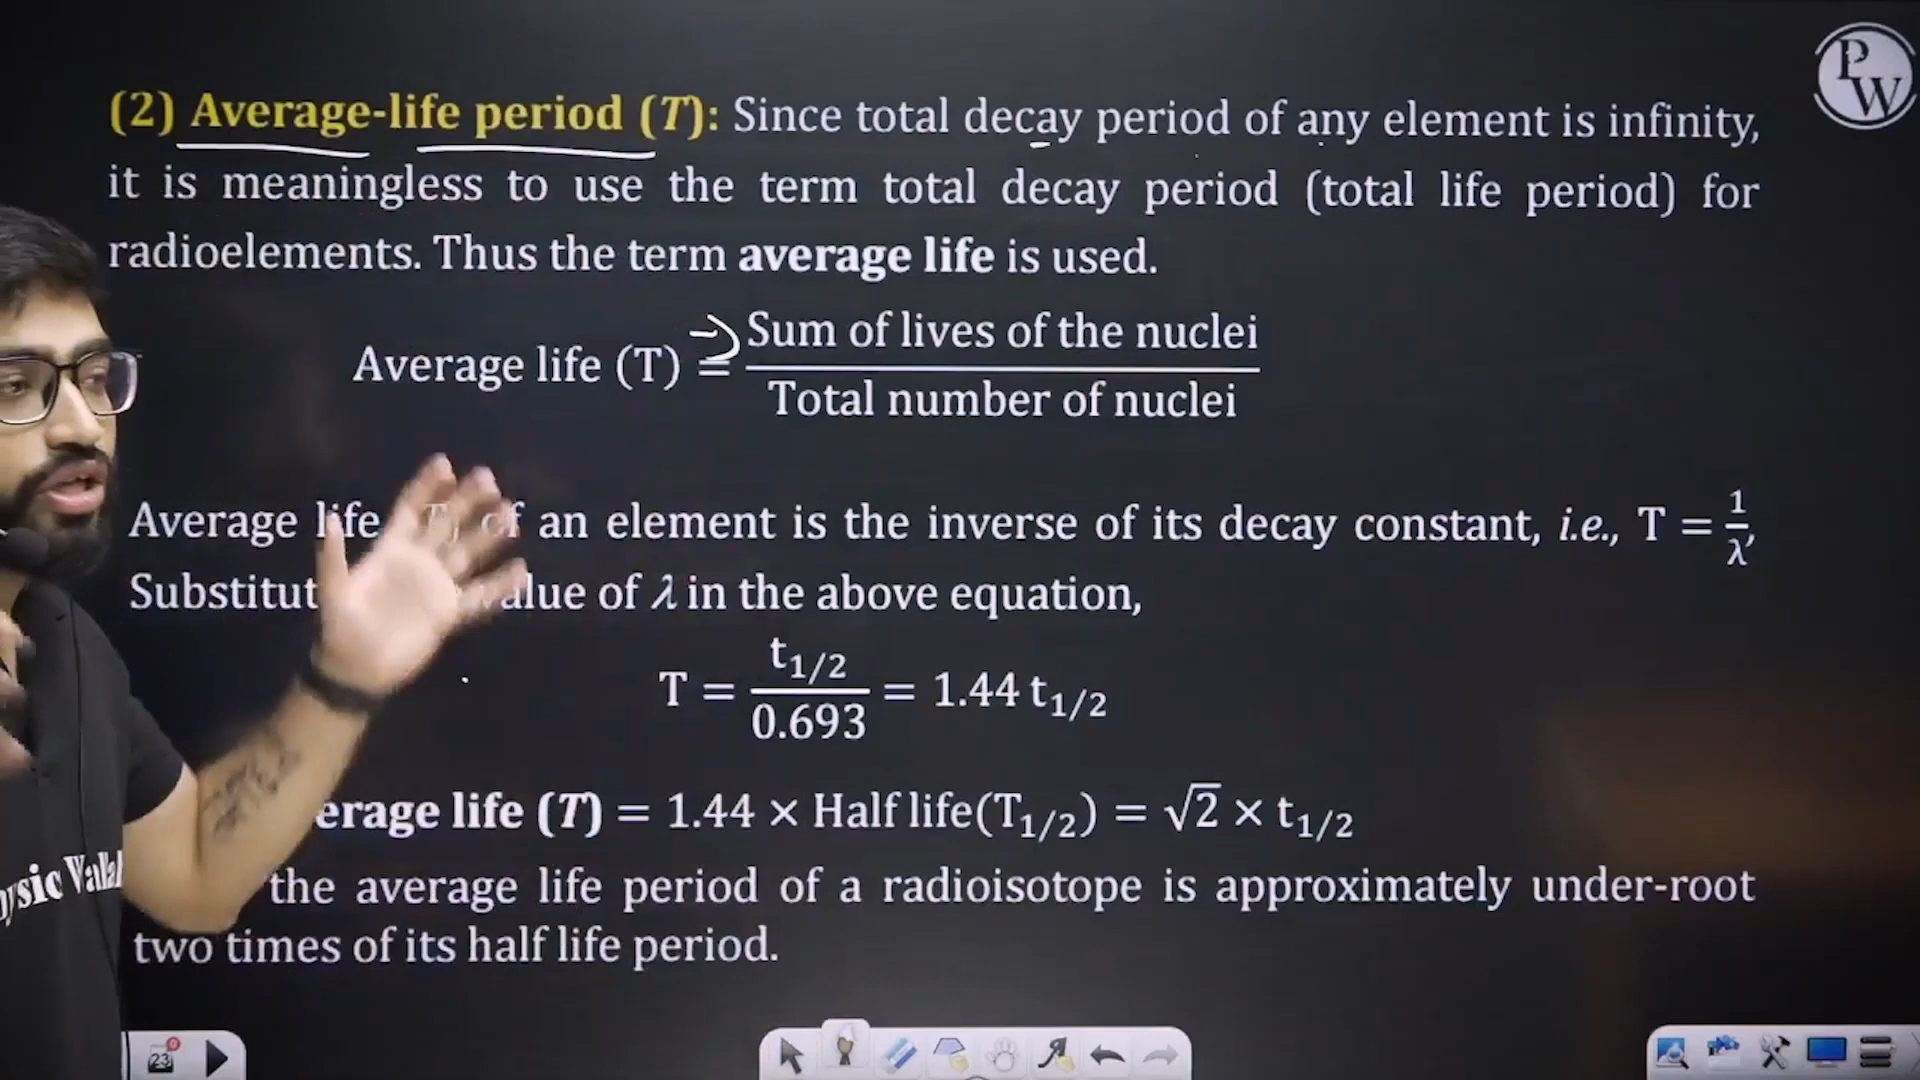 PW
(2) Average-life period (T): Since total decay period of any element is infinity,
it is meaningless to use the term total decay period (total life period) for
radioelements. Thus the term average life is used.
Average life (T) = Sum of lives of the nuclei
Total number of nuclei
Average life of an element is the inverse of its decay constant, i.e., T = 1/λ,
Substitut alue of λ in the above equation,
T = t1/2 / 0.693 = 1.44 t1/2
erage life (T) = 1.44 × Half life(T1/2) = √2 × t1/2
the average life period of a radioisotope is approximately under-root
two times of its half life period.
ysic Wallah
23